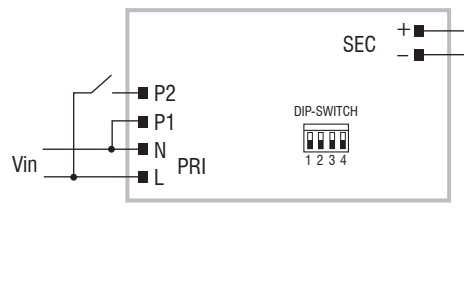 SEC
+
–
P2
P1
N
L
PRI
Vin
DIP-SWITCH
1 2 3 4